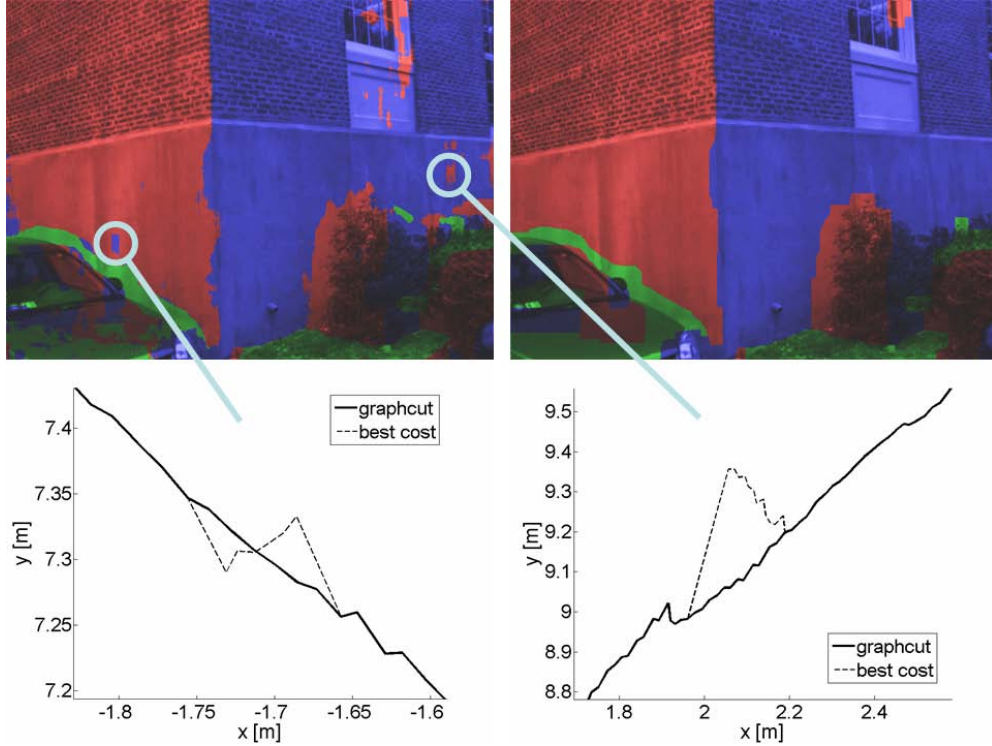 graphcut
best cost
7.4
7.35
7.3
7.25
7.2
y [m]
-1.8
-1.75
-1.7
-1.65
-1.6
x [m]
9.5
9.4
9.3
9.2
9.1
9
8.9
8.8
y [m]
graphcut
best cost
1.8
2
2.2
2.4
x [m]